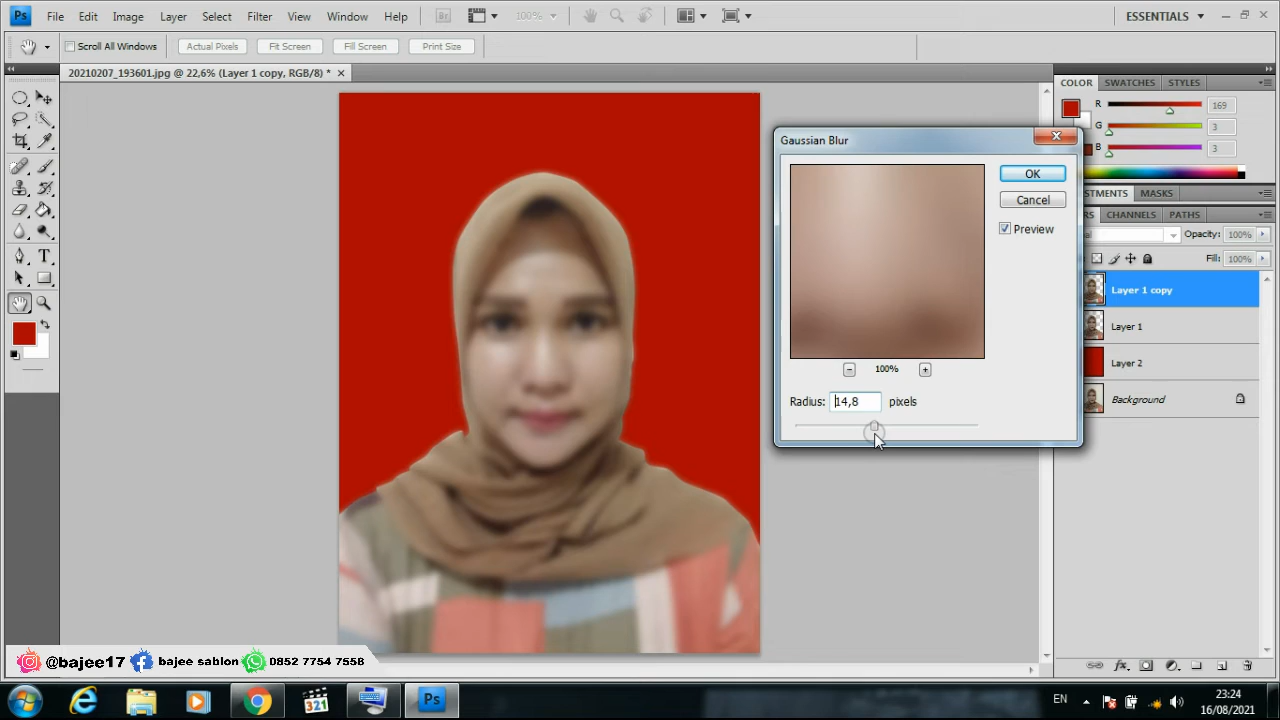 Ps File Edit Image Layer Select Filter View Window Help Br 100% ESSENTIALS
Scroll All Windows Actual Pixels Fit Screen Fill Screen Print Size
20210207_193601.jpg @ 22,6% (Layer 1 copy, RGB/8) *
COLOR SWATCHES STYLES
R 169
G 3
B 3
Gaussian Blur
OK
Cancel
Preview
100%
Radius: 14,8 pixels
STMENTS MASKS
RS CHANNELS PATHS
al Opacity: 100%
Fill: 100%
Layer 1 copy
Layer 1
Layer 2
Background
@bajee17 bajee sablon 0852 7754 7558
321 Ps EN 23:24
16/08/2021